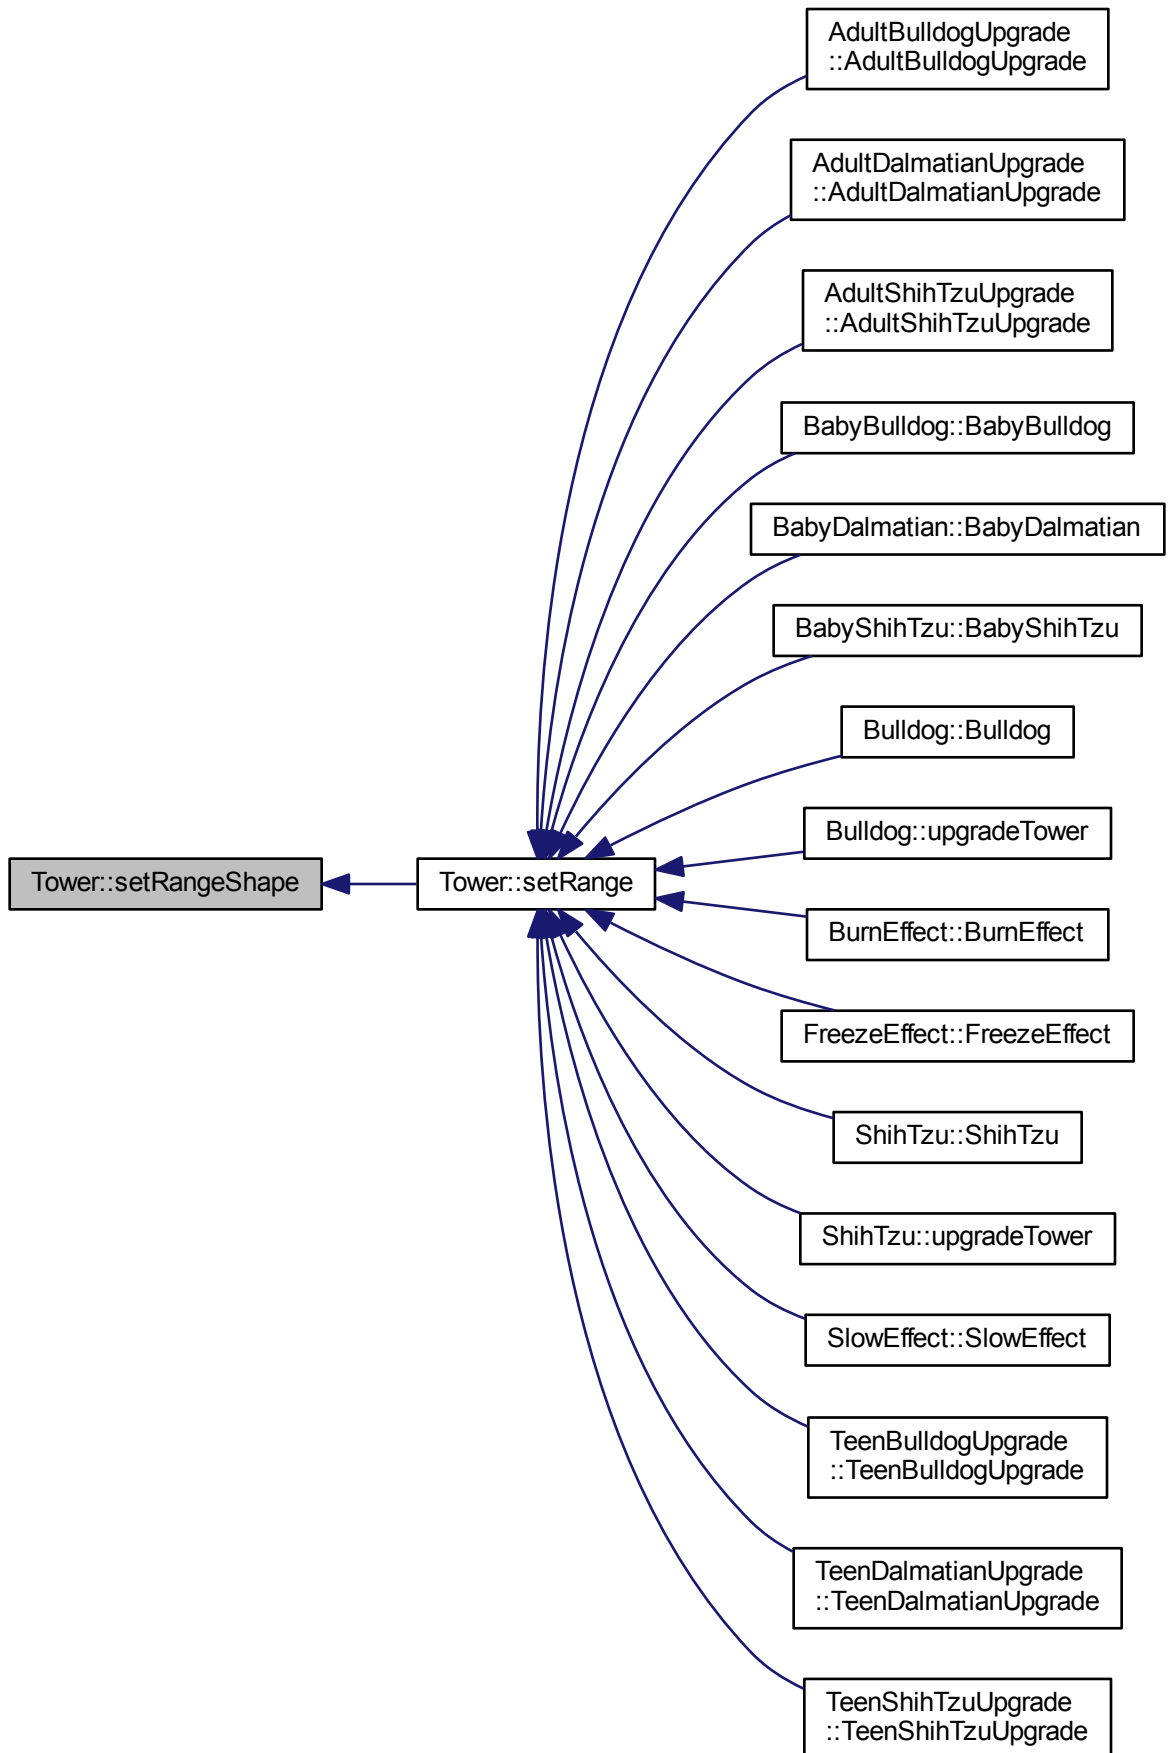 AdultBulldogUpgrade
::AdultBulldogUpgrade
AdultDalmatianUpgrade
::AdultDalmatianUpgrade
AdultShihTzuUpgrade
::AdultShihTzuUpgrade
BabyBulldog::BabyBulldog
BabyDalmatian::BabyDalmatian
BabyShihTzu::BabyShihTzu
Bulldog::Bulldog
Bulldog::upgradeTower
Tower::setRangeShape
Tower::setRange
BurnEffect::BurnEffect
FreezeEffect::FreezeEffect
ShihTzu::ShihTzu
ShihTzu::upgradeTower
SlowEffect::SlowEffect
TeenBulldogUpgrade
::TeenBulldogUpgrade
TeenDalmatianUpgrade
::TeenDalmatianUpgrade
TeenShihTzuUpgrade
::TeenShihTzuUpgrade